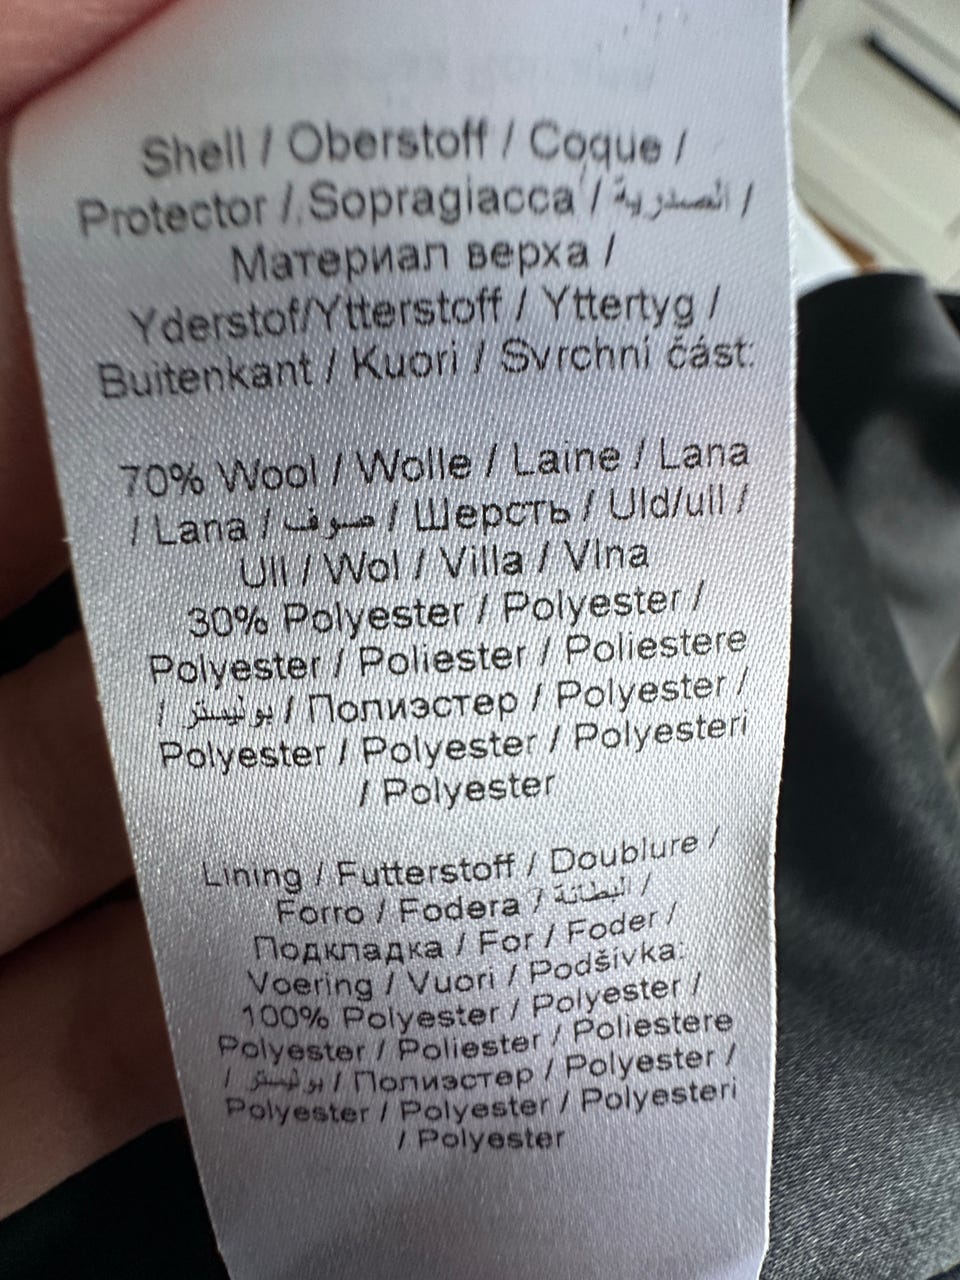 Shell / Oberstoff / Coque /
Protector / Sopragiacca / الصدرية /
Материал верха /
Yderstof/Ytterstoff / Yttertyg /
Buitenkant / Kuori / Svrchní část:
70% Wool / Wolle / Laine / Lana
/ Lana / صوف / Шерсть / Uld/ull /
Ull / Wol / Villa / Vlna
30% Polyester / Polyester /
Polyester / Poliester / Poliestere
/ بوليستر / Полиэстер / Polyester /
Polyester / Polyester / Polyesteri
/ Polyester
Lining / Futterstoff / Doublure /
Forro / Fodera / البطانة /
Подкладка / For / Foder /
Voering / Vuori / Podšívka:
100% Polyester / Polyester /
Polyester / Poliester / Poliestere
/ بوليستر / Полиэстер / Polyester /
Polyester / Polyester / Polyesteri
/ Polyester